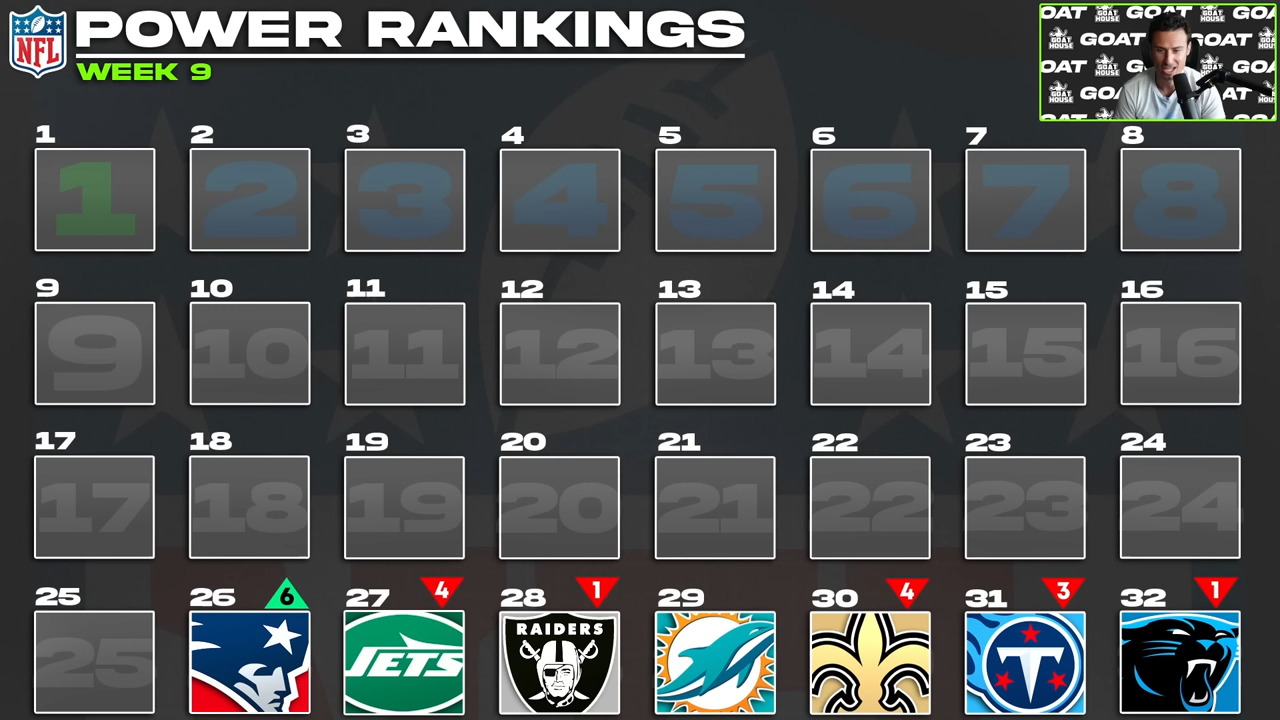 NFL
POWER RANKINGS
WEEK 9
GOAT HOUSE GOAT
GOAT
GOAT
1 2 3 4 5 6 7 8
1 2 3 4 5 6 7 8
9 10 11 12 13 14 15 16
9 10 11 12 13 14 15 16
17 18 19 20 21 22 23 24
17 18 19 20 21 22 23 24
25 26 6 27 4 28 1 29 30 4 31 3 32 1
25 JETS RAIDERS T